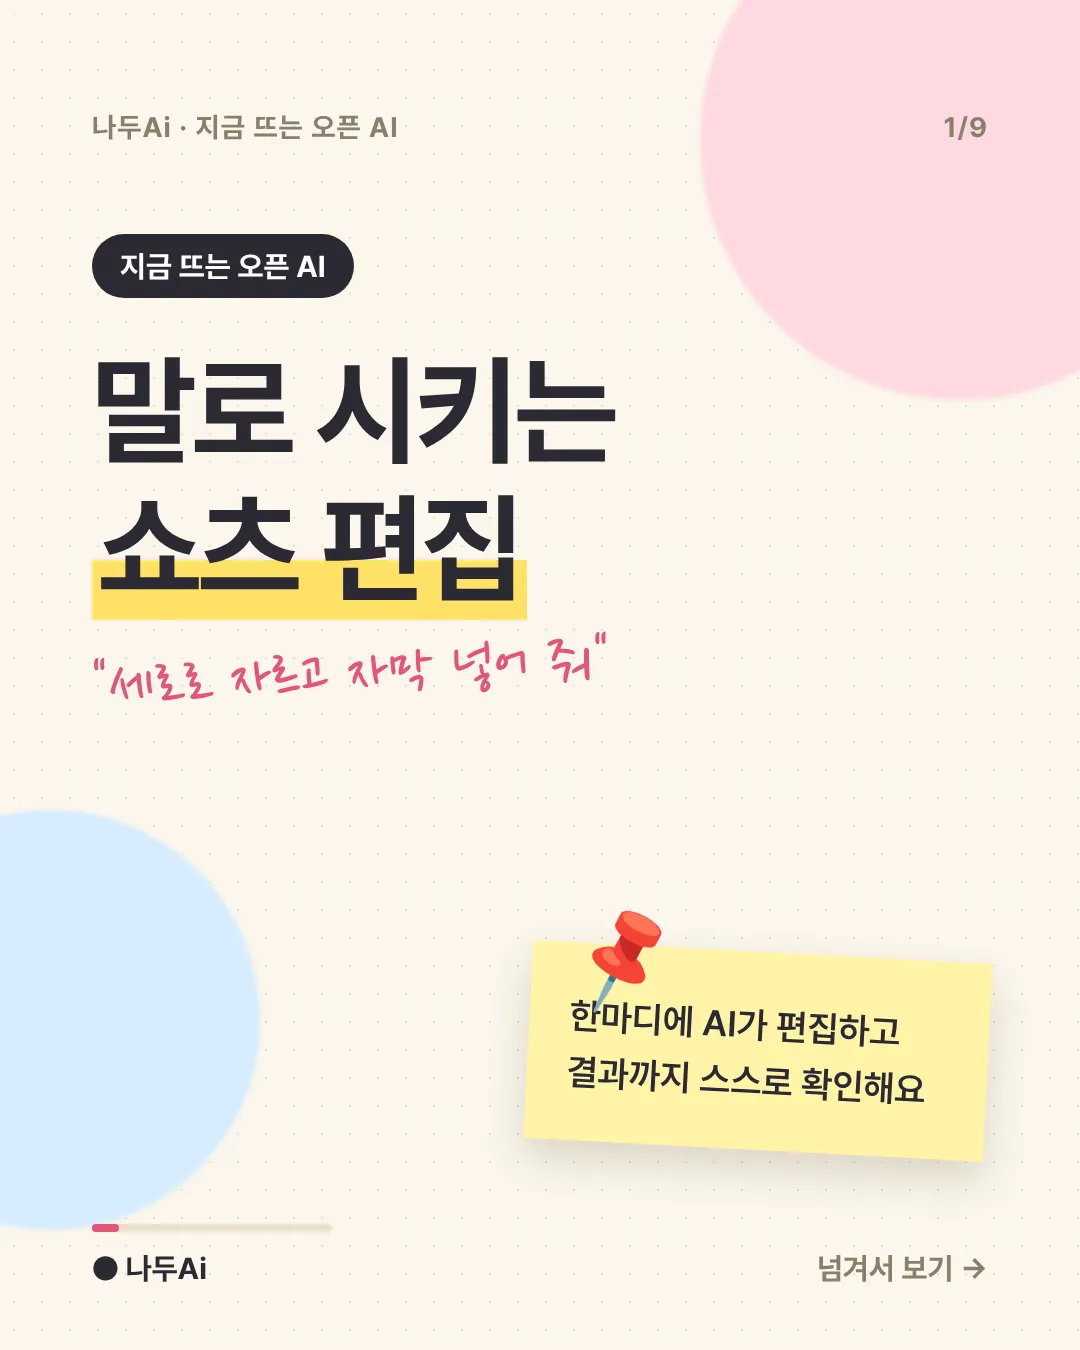 나두Ai · 지금 뜨는 오픈 AI
1/9
지금 뜨는 오픈 AI
말로 시키는
쇼츠 편집
"세로로 자르고 자막 넣어 줘"
한마디에 AI가 편집하고
결과까지 스스로 확인해요
나두Ai
넘겨서 보기 →